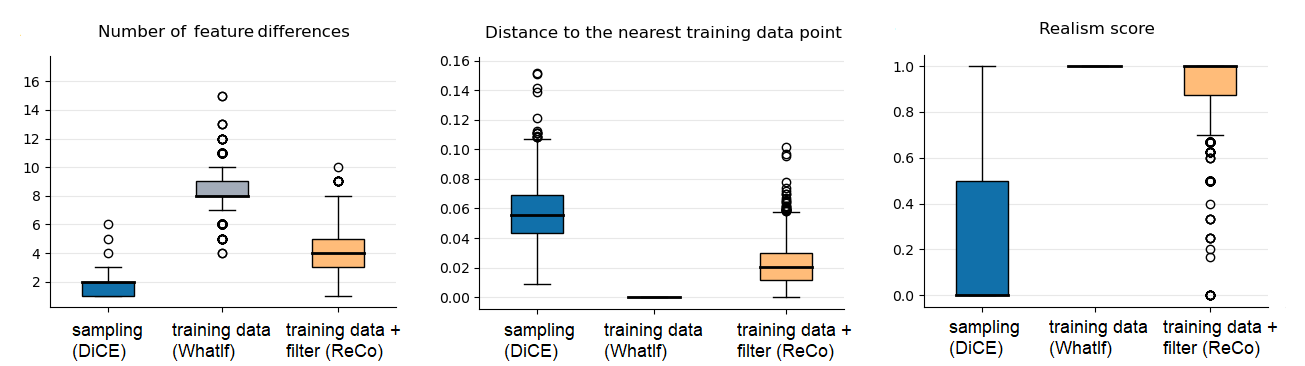 Number of feature differences
16
14
12
10
8
6
4
2
sampling
(DiCE)
training data
(WhatIf)
training data +
filter (ReCo)
Distance to the nearest training data point
0.16
0.14
0.12
0.10
0.08
0.06
0.04
0.02
0.00
sampling
(DiCE)
training data
(WhatIf)
training data +
filter (ReCo)
Realism score
1.0
0.8
0.6
0.4
0.2
0.0
sampling
(DiCE)
training data
(WhatIf)
training data +
filter (ReCo)